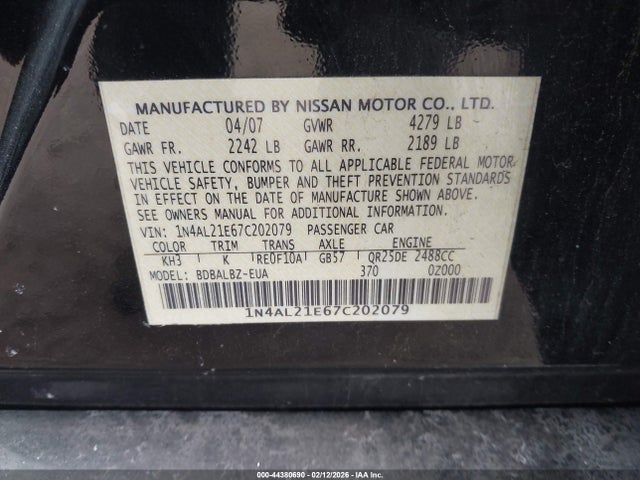 MANUFACTURED BY NISSAN MOTOR CO., LTD.
DATE 04/07 GVWR 4279 LB
GAWR FR. 2242 LB GAWR RR. 2189 LB
THIS VEHICLE CONFORMS TO ALL APPLICABLE FEDERAL MOTOR
VEHICLE SAFETY, BUMPER AND THEFT PREVENTION STANDARDS
IN EFFECT ON THE DATE OF MANUFACTURE SHOWN ABOVE.
SEE OWNERS MANUAL FOR ADDITIONAL INFORMATION.
VIN: 1N4AL21E67C202079 PASSENGER CAR
COLOR TRIM TRANS AXLE ENGINE
KH3 K RE0F10A GB57 QR25DE 2488CC
MODEL: BDBALBZ-EUA 370 0Z000
1N4AL21E67C202079
000-44380690 - 02/12/2026 - IAA Inc.